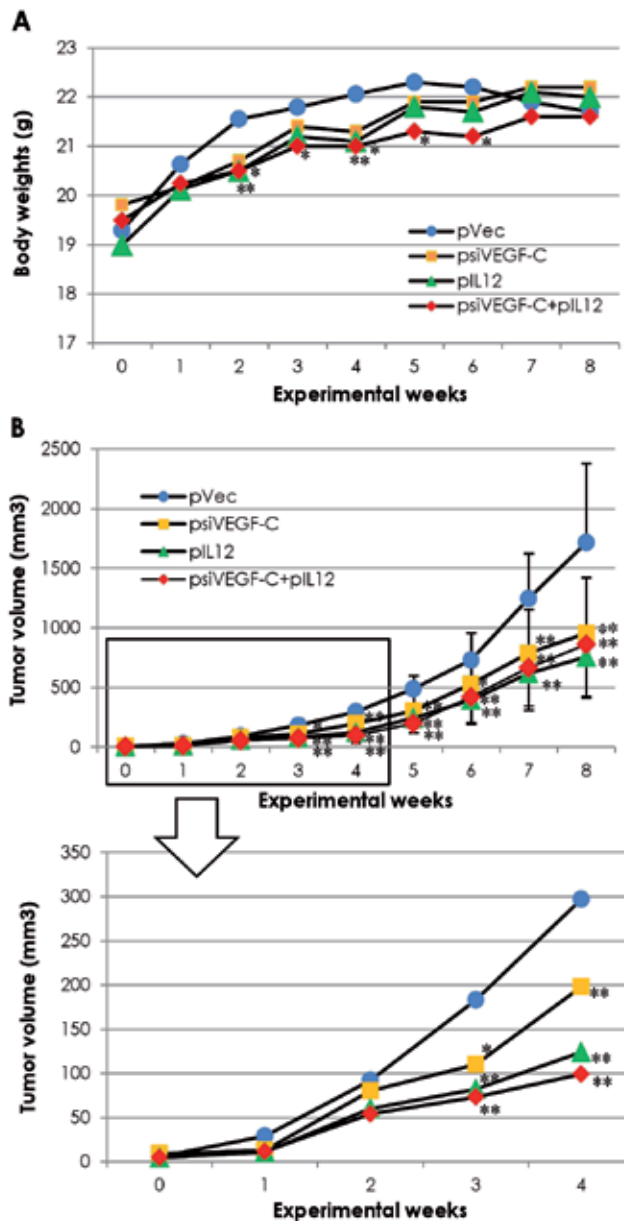 A
Body weights (g)
23
22
21
20
19
18
17
* ** * ** * * *
pVec
psiVEGF-C
pIL12
psiVEGF-C+pIL12
0 1 2 3 4 5 6 7 8
Experimental weeks
B
Tumor volume (mm3)
2500
2000
1500
1000
500
0
pVec
psiVEGF-C
pIL12
psiVEGF-C+pIL12
0 1 2 3 4 5 6 7 8
Experimental weeks
Tumor volume (mm3)
350
300
250
200
150
100
50
0
* ** **
** ** **
0 1 2 3 4
Experimental weeks